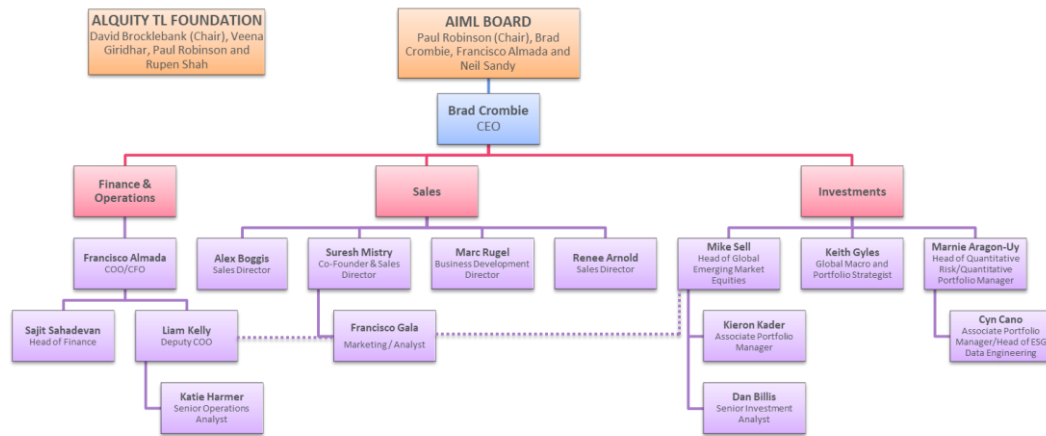 ALQUITY TL FOUNDATION
David Brocklebank (Chair), Veena
Giridhar, Paul Robinson and
Rupen Shah
AIML BOARD
Paul Robinson (Chair), Brad
Crombie, Francisco Almada and
Neil Sandy
Brad Crombie
CEO
Finance &
Operations
Sales
Investments
Francisco Almada
COO/CFO
Alex Boggis
Sales Director
Suresh Mistry
Co-Founder & Sales
Director
Marc Rugel
Business Development
Director
Renee Arnold
Sales Director
Mike Sell
Head of Global
Emerging Market
Equities
Keith Gyles
Global Macro and
Portfolio Strategist
Marnie Aragon-Uy
Head of Quantitative
Risk/Quantitative
Portfolio Manager
Sajit Sahadevan
Head of Finance
Liam Kelly
Deputy COO
Francisco Gala
Marketing / Analyst
Kieron Kader
Associate Portfolio
Manager
Cyn Cano
Associate Portfolio
Manager/Head of ESG
Data Engineering
Katie Harmer
Senior Operations
Analyst
Dan Billis
Senior Investment
Analyst